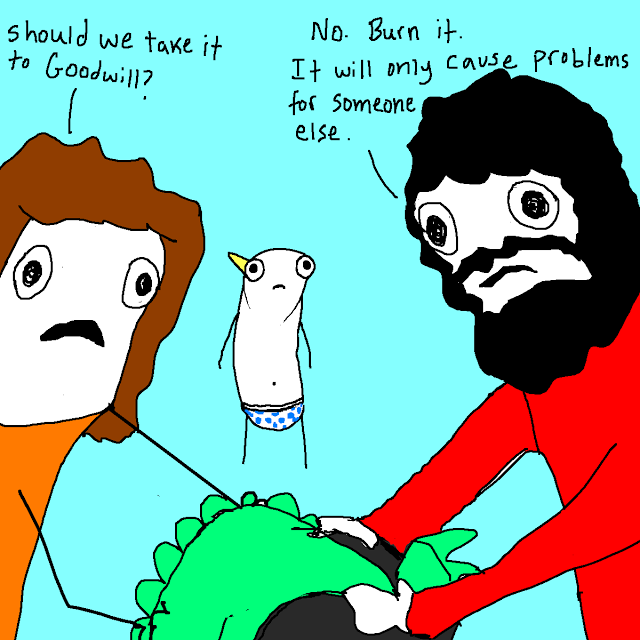 should we take it
to Goodwill?
No. Burn it.
It will only cause problems
for someone
else.